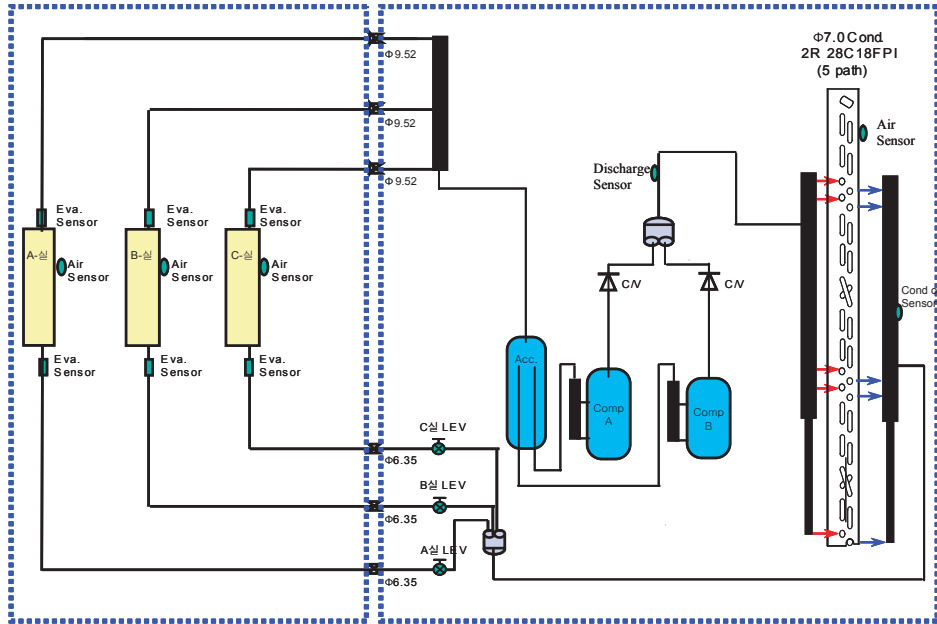 Φ7.0 Cond.
2R 28C18FPI
(5 path)
Φ9.52
Φ9.52
Φ9.52
Air
Sensor
Discharge
Sensor
Eva.
Sensor
Eva.
Sensor
Eva.
Sensor
A-실
Air
Sensor
B-실
Air
Sensor
C-실
Air
Sensor
C/V
C/V
Cond
Sensor
Eva.
Sensor
Eva.
Sensor
Eva.
Sensor
Acc.
Comp
A
Comp
B
C실 LEV
Φ6.35
B실 LEV
Φ6.35
A실 LEV
Φ6.35